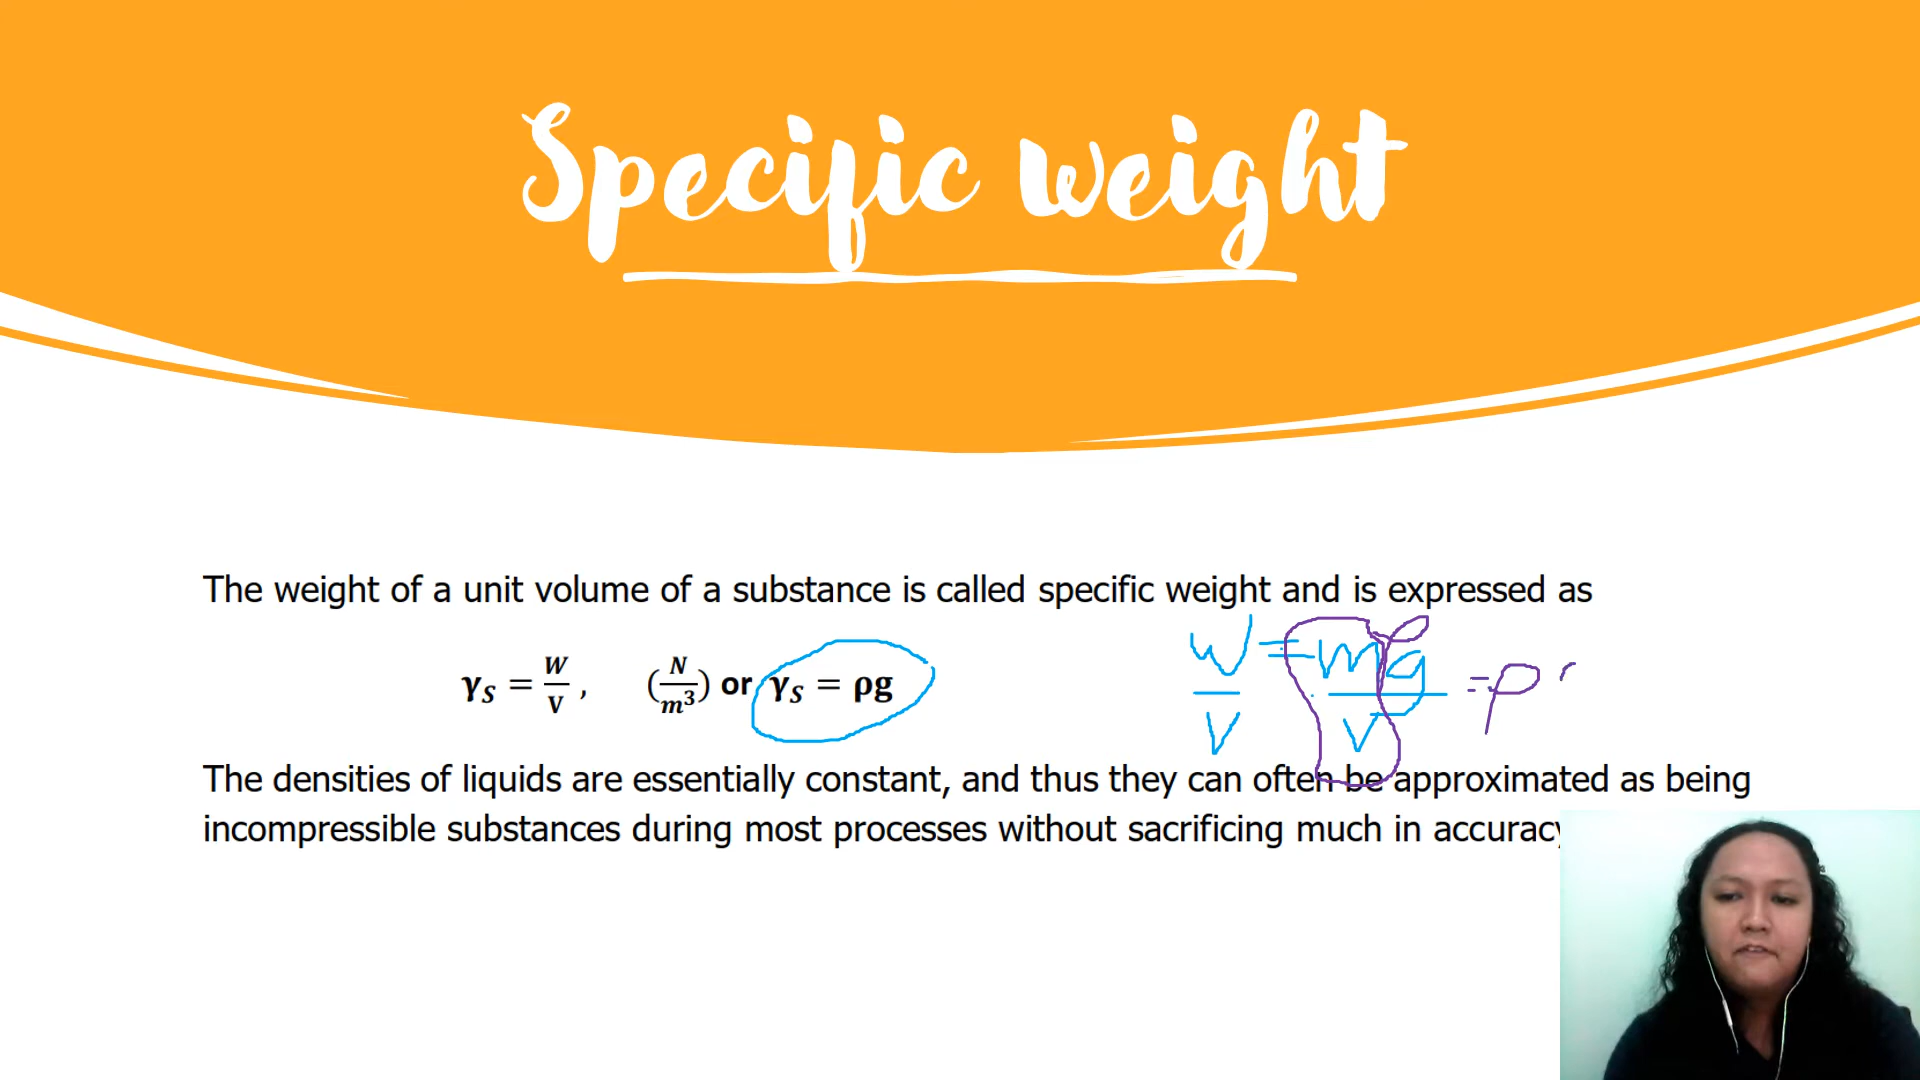 Specific weight
The weight of a unit volume of a substance is called specific weight and is expressed as
γ_S = W/V , (N/m³) or γ_S = ρg
W/V = mg/V = ρ
The densities of liquids are essentially constant, and thus they can often be approximated as being
incompressible substances during most processes without sacrificing much in accuracy